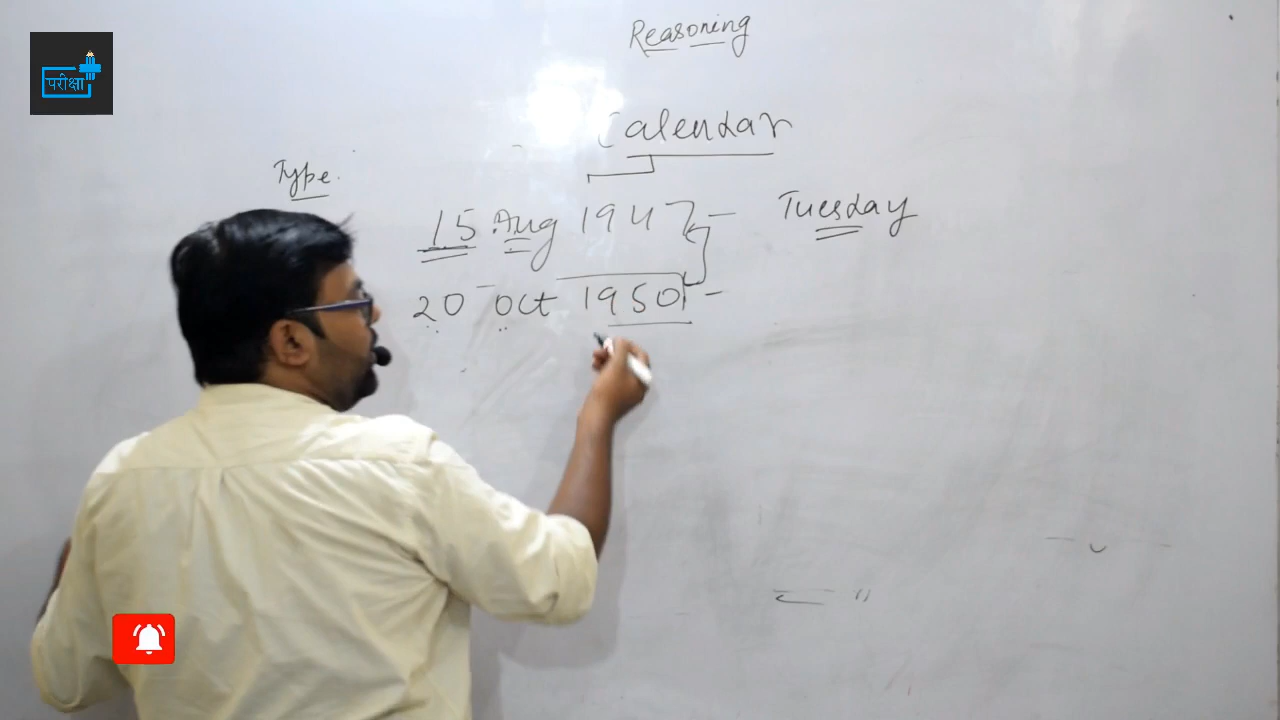 परीक्षा
Reasoning
Calendar
Type.
15 Aug 1947 - Tuesday
20 Oct 1950 -